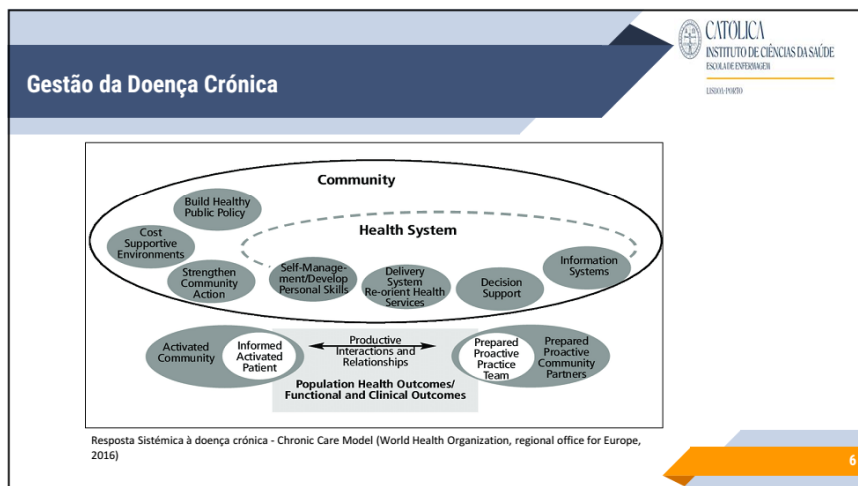 CATOLICA
INSTITUTO DE CIÊNCIAS DA SAÚDE
ESCOLA DE ENFERMAGEM
LISBOA·PORTO
Gestão da Doença Crónica
Community
Build Healthy
Public Policy
Health System
Cost
Supportive
Environments
Strengthen
Community
Action
Self-Manage-
ment/Develop
Personal Skills
Delivery
System
Re-orient Health
Services
Decision
Support
Information
Systems
Activated
Community
Informed
Activated
Patient
Productive
Interactions and
Relationships
Prepared
Proactive
Practice
Team
Prepared
Proactive
Community
Partners
Population Health Outcomes/
Functional and Clinical Outcomes
Resposta Sistémica à doença crónica - Chronic Care Model (World Health Organization, regional office for Europe,
2016)
6